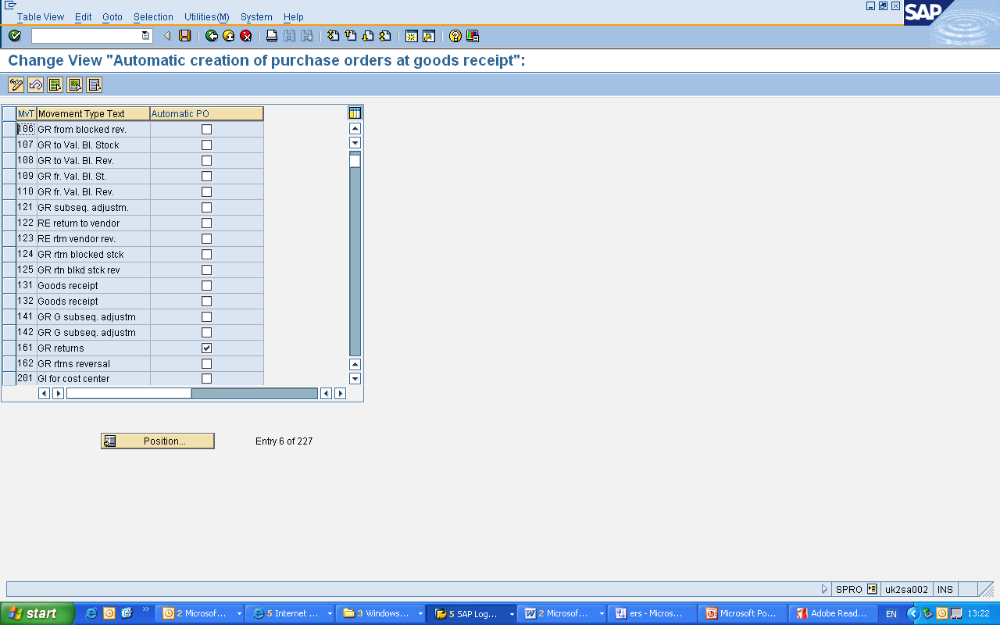 Table View Edit Goto Selection Utilities(M) System Help
SAP
Change View "Automatic creation of purchase orders at goods receipt":
MvT Movement Type Text Automatic PO
106 GR from blocked rev.
107 GR to Val. Bl. Stock
108 GR to Val. Bl. Rev.
109 GR fr. Val. Bl. St.
110 GR fr. Val. Bl. Rev.
121 GR subseq. adjustm.
122 RE return to vendor
123 RE rtrn vendor rev.
124 GR rtrn blocked stck
125 GR rtn blkd stck rev
131 Goods receipt
132 Goods receipt
141 GR G subseq. adjustm
142 GR G subseq. adjustm
161 GR returns
162 GR rtrns reversal
201 GI for cost center
Position... Entry 6 of 227
SPRO uk2sa002 INS
start 2 Microsof... 5 Internet ... 3 Windows... 5 SAP Log... 2 Microsof... ers - Micros... Microsoft Po... Adobe Read... EN 13:22